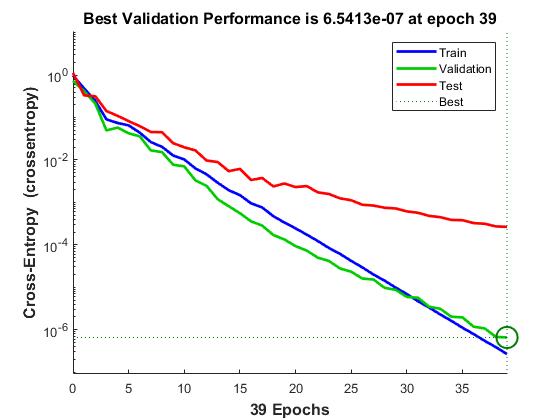 Best Validation Performance is 6.5413e-07 at epoch 39
Train
Validation
Test
Best
10^0
10^-2
10^-4
10^-6
Cross-Entropy (crossentropy)
0 5 10 15 20 25 30 35
39 Epochs